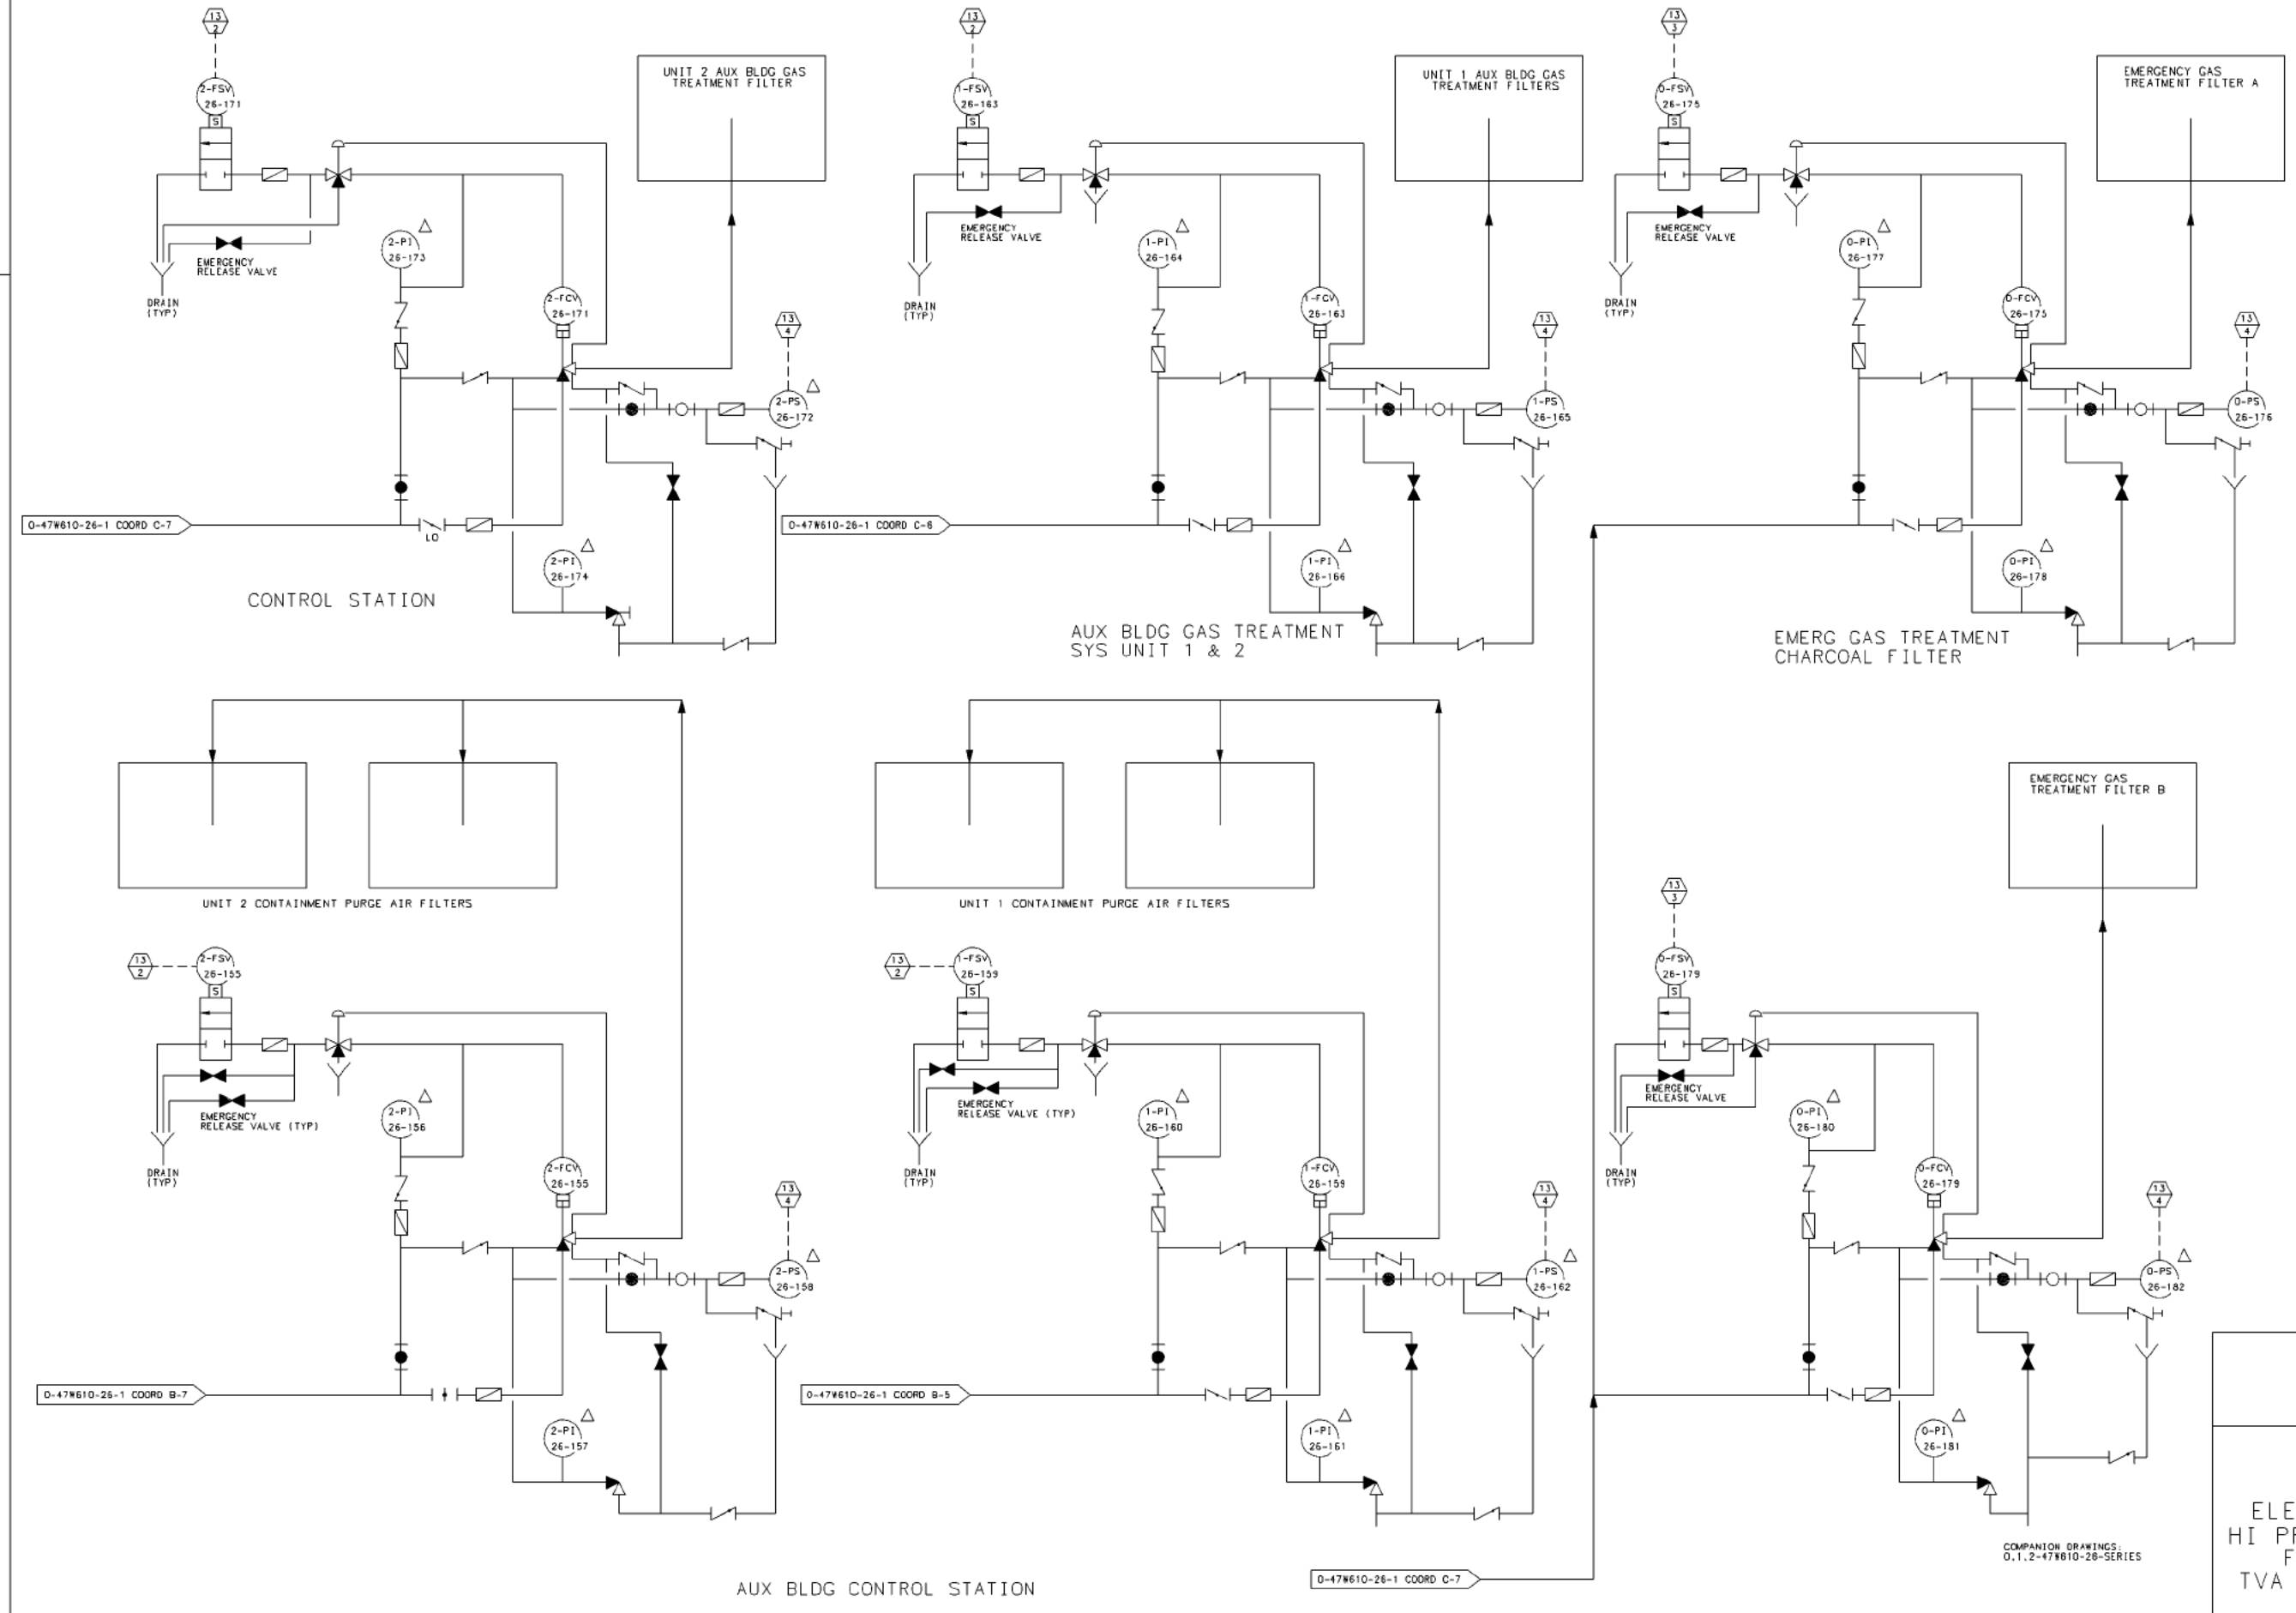 13
2
2-FSV
26-171
S
UNIT 2 AUX BLDG GAS
TREATMENT FILTER
2-PI
26-173
EMERGENCY
RELEASE VALVE
DRAIN
(TYP)
2-FCV
26-171
13
4
2-PS
26-172
0-47W610-26-1 COORD C-7
LO
2-PI
26-174
CONTROL STATION
13
2
1-FSV
26-163
S
UNIT 1 AUX BLDG GAS
TREATMENT FILTERS
EMERGENCY
RELEASE VALVE
1-PI
26-164
DRAIN
(TYP)
1-FCV
26-163
13
4
1-PS
26-165
0-47W610-26-1 COORD C-6
1-PI
26-166
AUX BLDG GAS TREATMENT
SYS UNIT 1 & 2
13
3
0-FSV
26-175
S
EMERGENCY GAS
TREATMENT FILTER A
EMERGENCY
RELEASE VALVE
0-PI
26-177
DRAIN
(TYP)
0-FCV
26-175
13
4
0-PS
26-176
0-PI
26-178
EMERG GAS TREATMENT
CHARCOAL FILTER
UNIT 2 CONTAINMENT PURGE AIR FILTERS
13
2
2-FSV
26-155
S
EMERGENCY
RELEASE VALVE (TYP)
2-PI
26-156
DRAIN
(TYP)
2-FCV
26-155
13
4
2-PS
26-158
0-47W610-26-1 COORD B-7
2-PI
26-157
UNIT 1 CONTAINMENT PURGE AIR FILTERS
13
2
1-FSV
26-159
S
EMERGENCY
RELEASE VALVE (TYP)
1-PI
26-160
DRAIN
(TYP)
1-FCV
26-159
13
4
1-PS
26-162
0-47W610-26-1 COORD B-5
1-PI
26-161
AUX BLDG CONTROL STATION
EMERGENCY GAS
TREATMENT FILTER B
13
3
0-FSV
26-179
S
EMERGENCY
RELEASE VALVE
0-PI
26-180
DRAIN
(TYP)
0-FCV
26-179
13
4
0-PS
26-182
0-PI
26-181
0-47W610-26-1 COORD C-7
COMPANION DRAWINGS:
0,1,2-47W610-26-SERIES
ELE
HI P
F
TVA